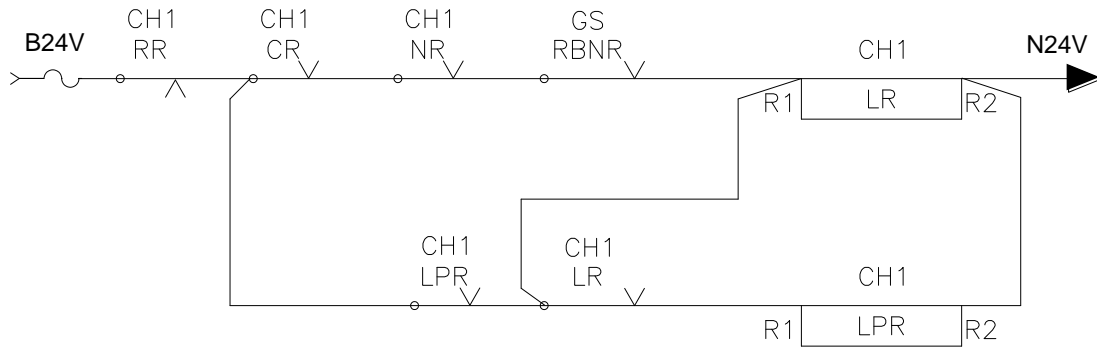 B24V
CH1
RR
CH1
CR
CH1
NR
GS
RBNR
CH1
R1
LR
R2
N24V
CH1
LPR
CH1
LR
CH1
R1
LPR
R2